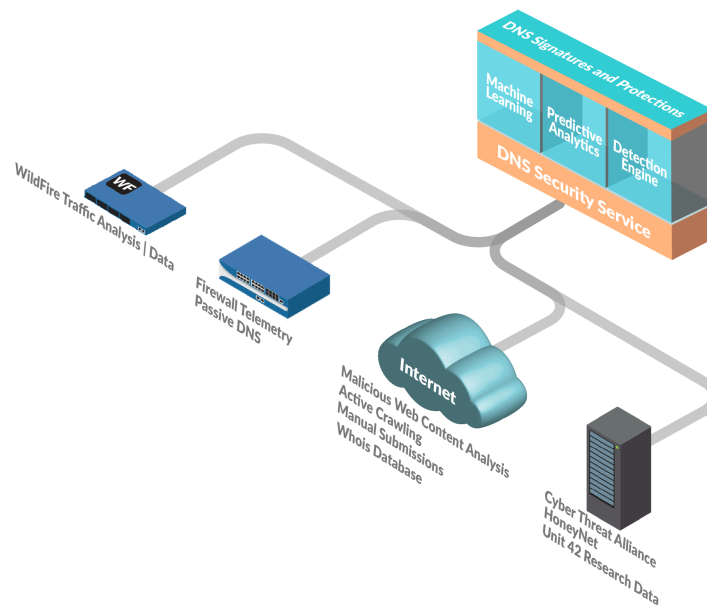 DNS Signatures and Protections
Machine
Learning
Predictive
Analytics
Detection
Engine
DNS Security Service
WF
WildFire Traffic Analysis | Data
Firewall Telemetry
Passive DNS
Internet
Malicious Web Content Analysis
Active Crawling
Manual Submissions
Whois Database
Cyber Threat Alliance
HoneyNet
Unit 42 Research Data